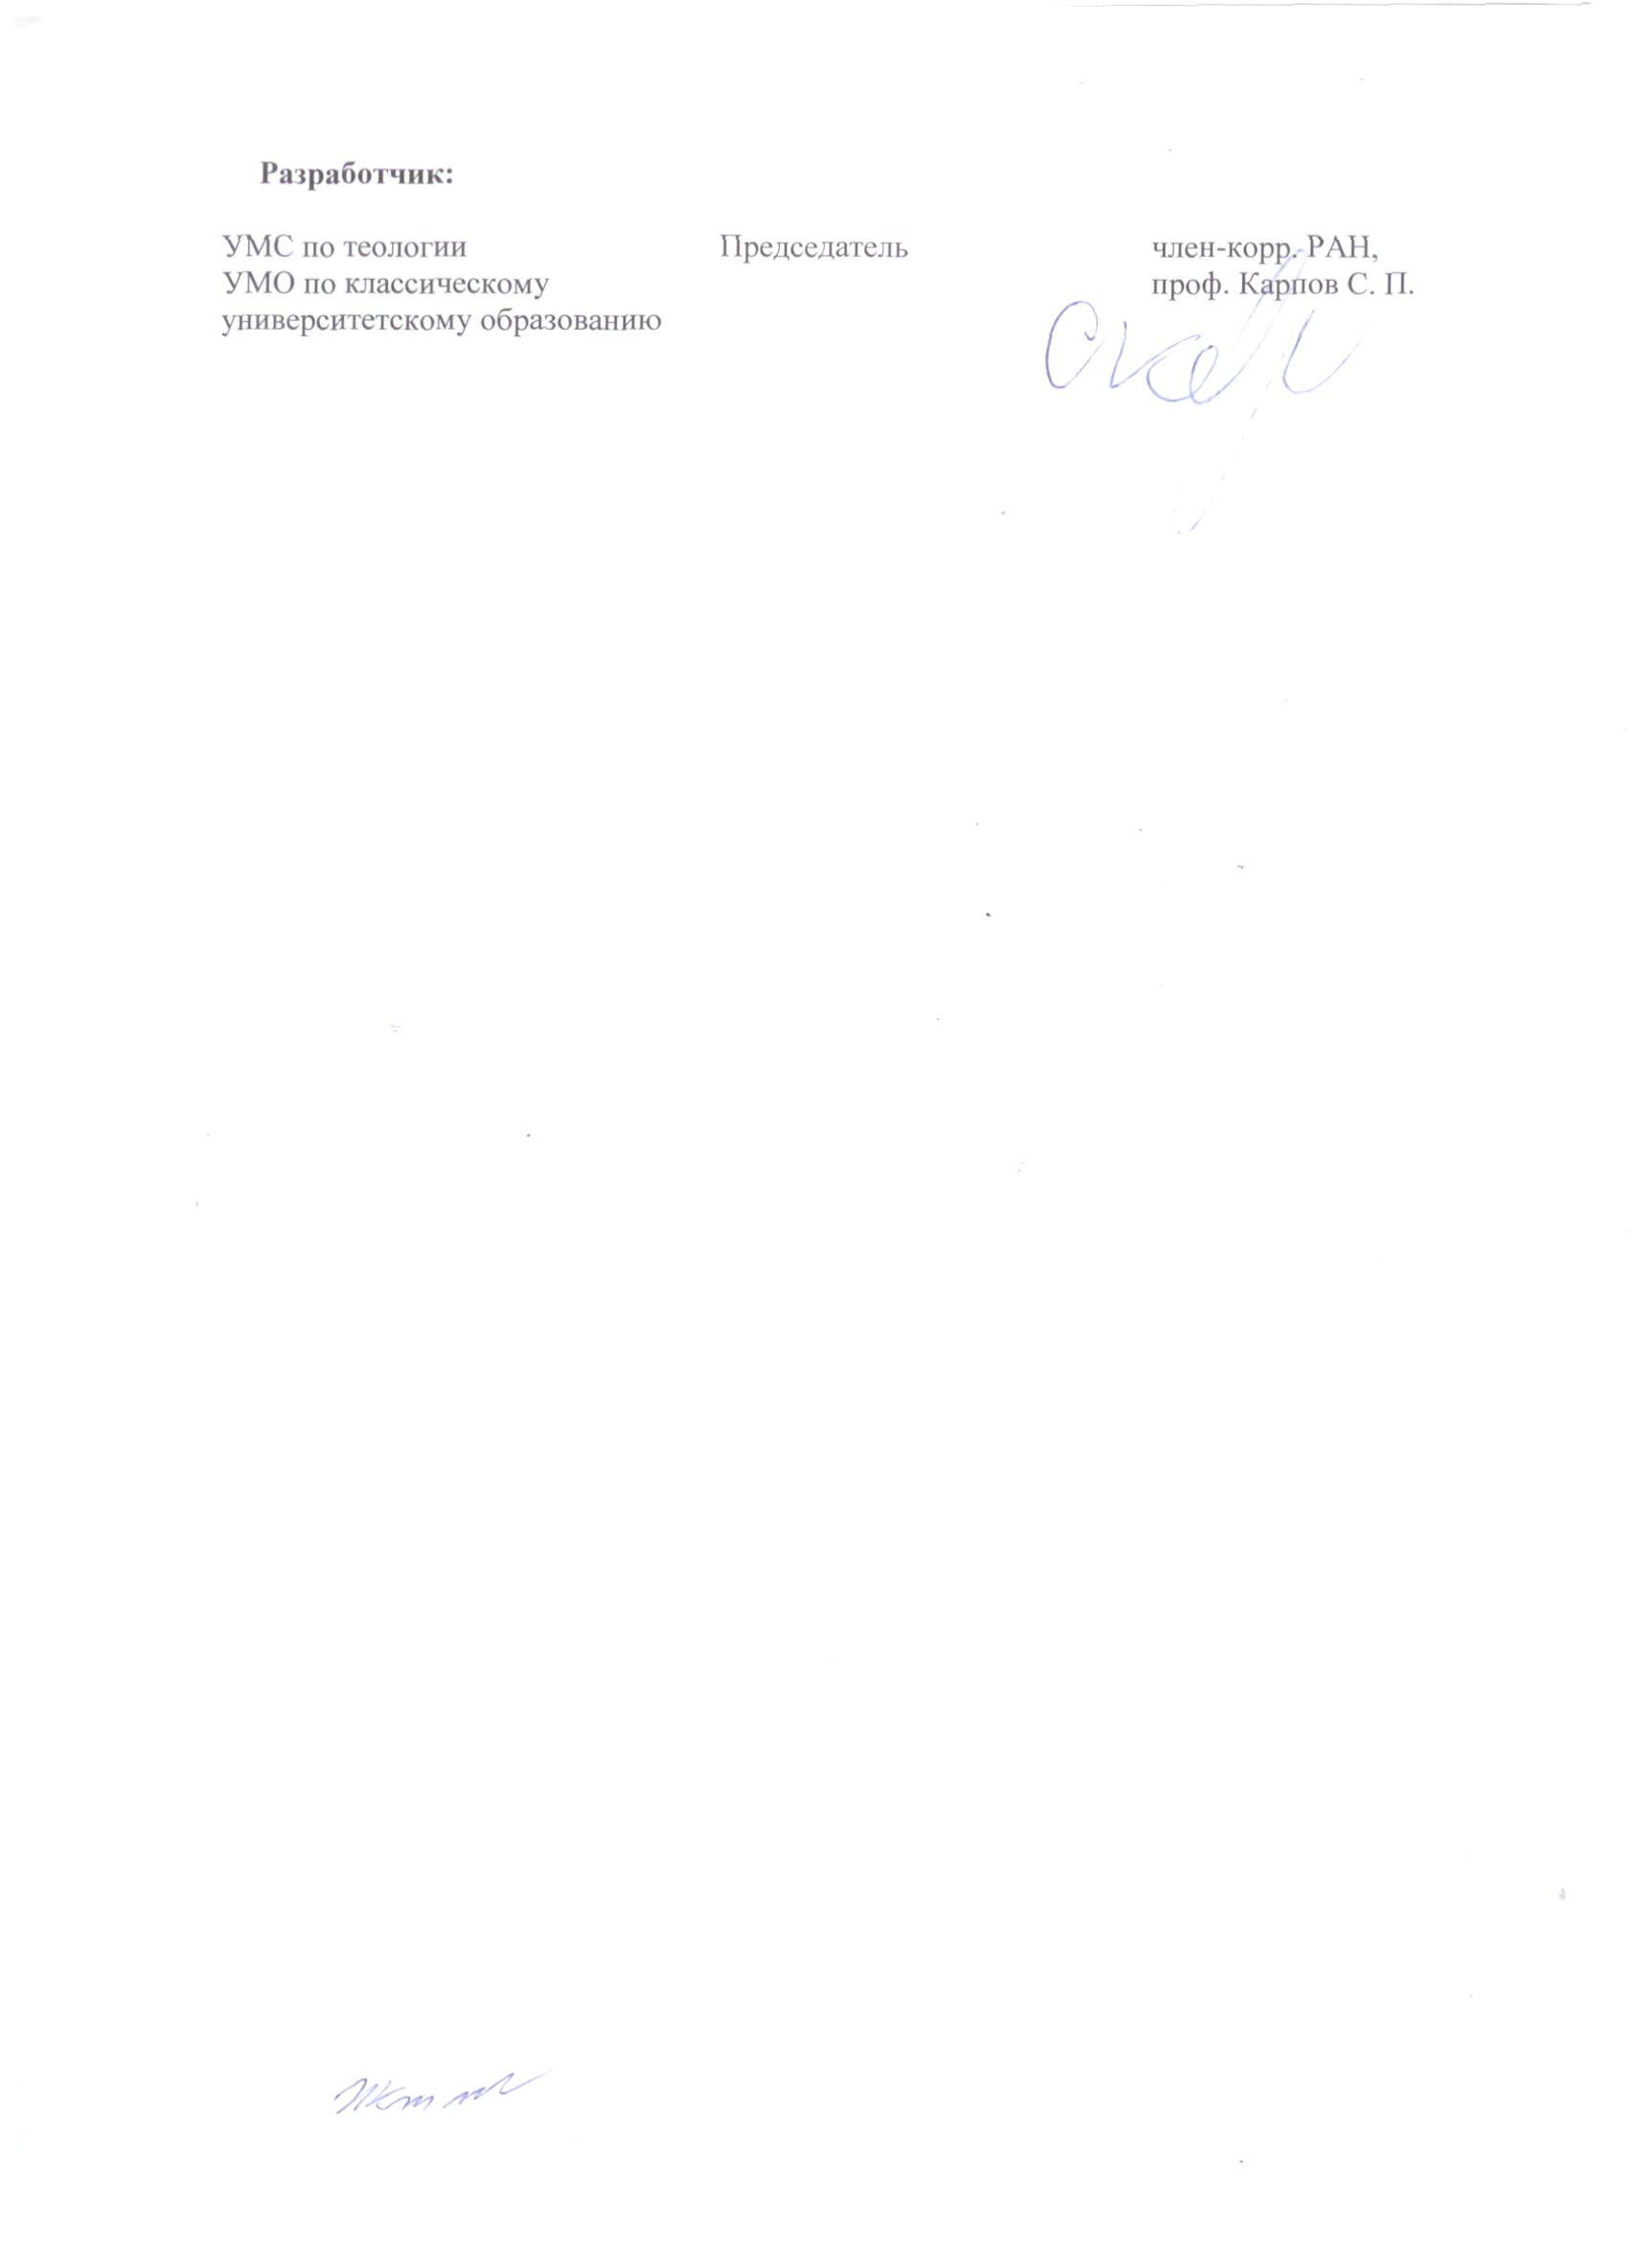 Разработчик:
УМС по теологии Председатель член-корр. РАН,
УМО по классическому проф. Карпов С. П.
университетскому образованию